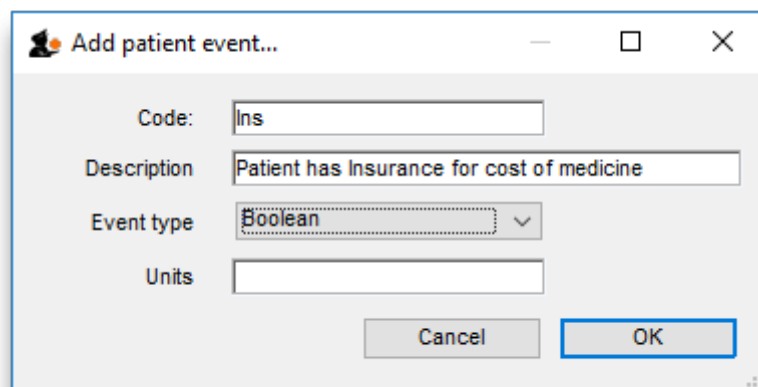 Add patient event...
Code: Ins
Description Patient has Insurance for cost of medicine
Event type Boolean
Units
Cancel OK